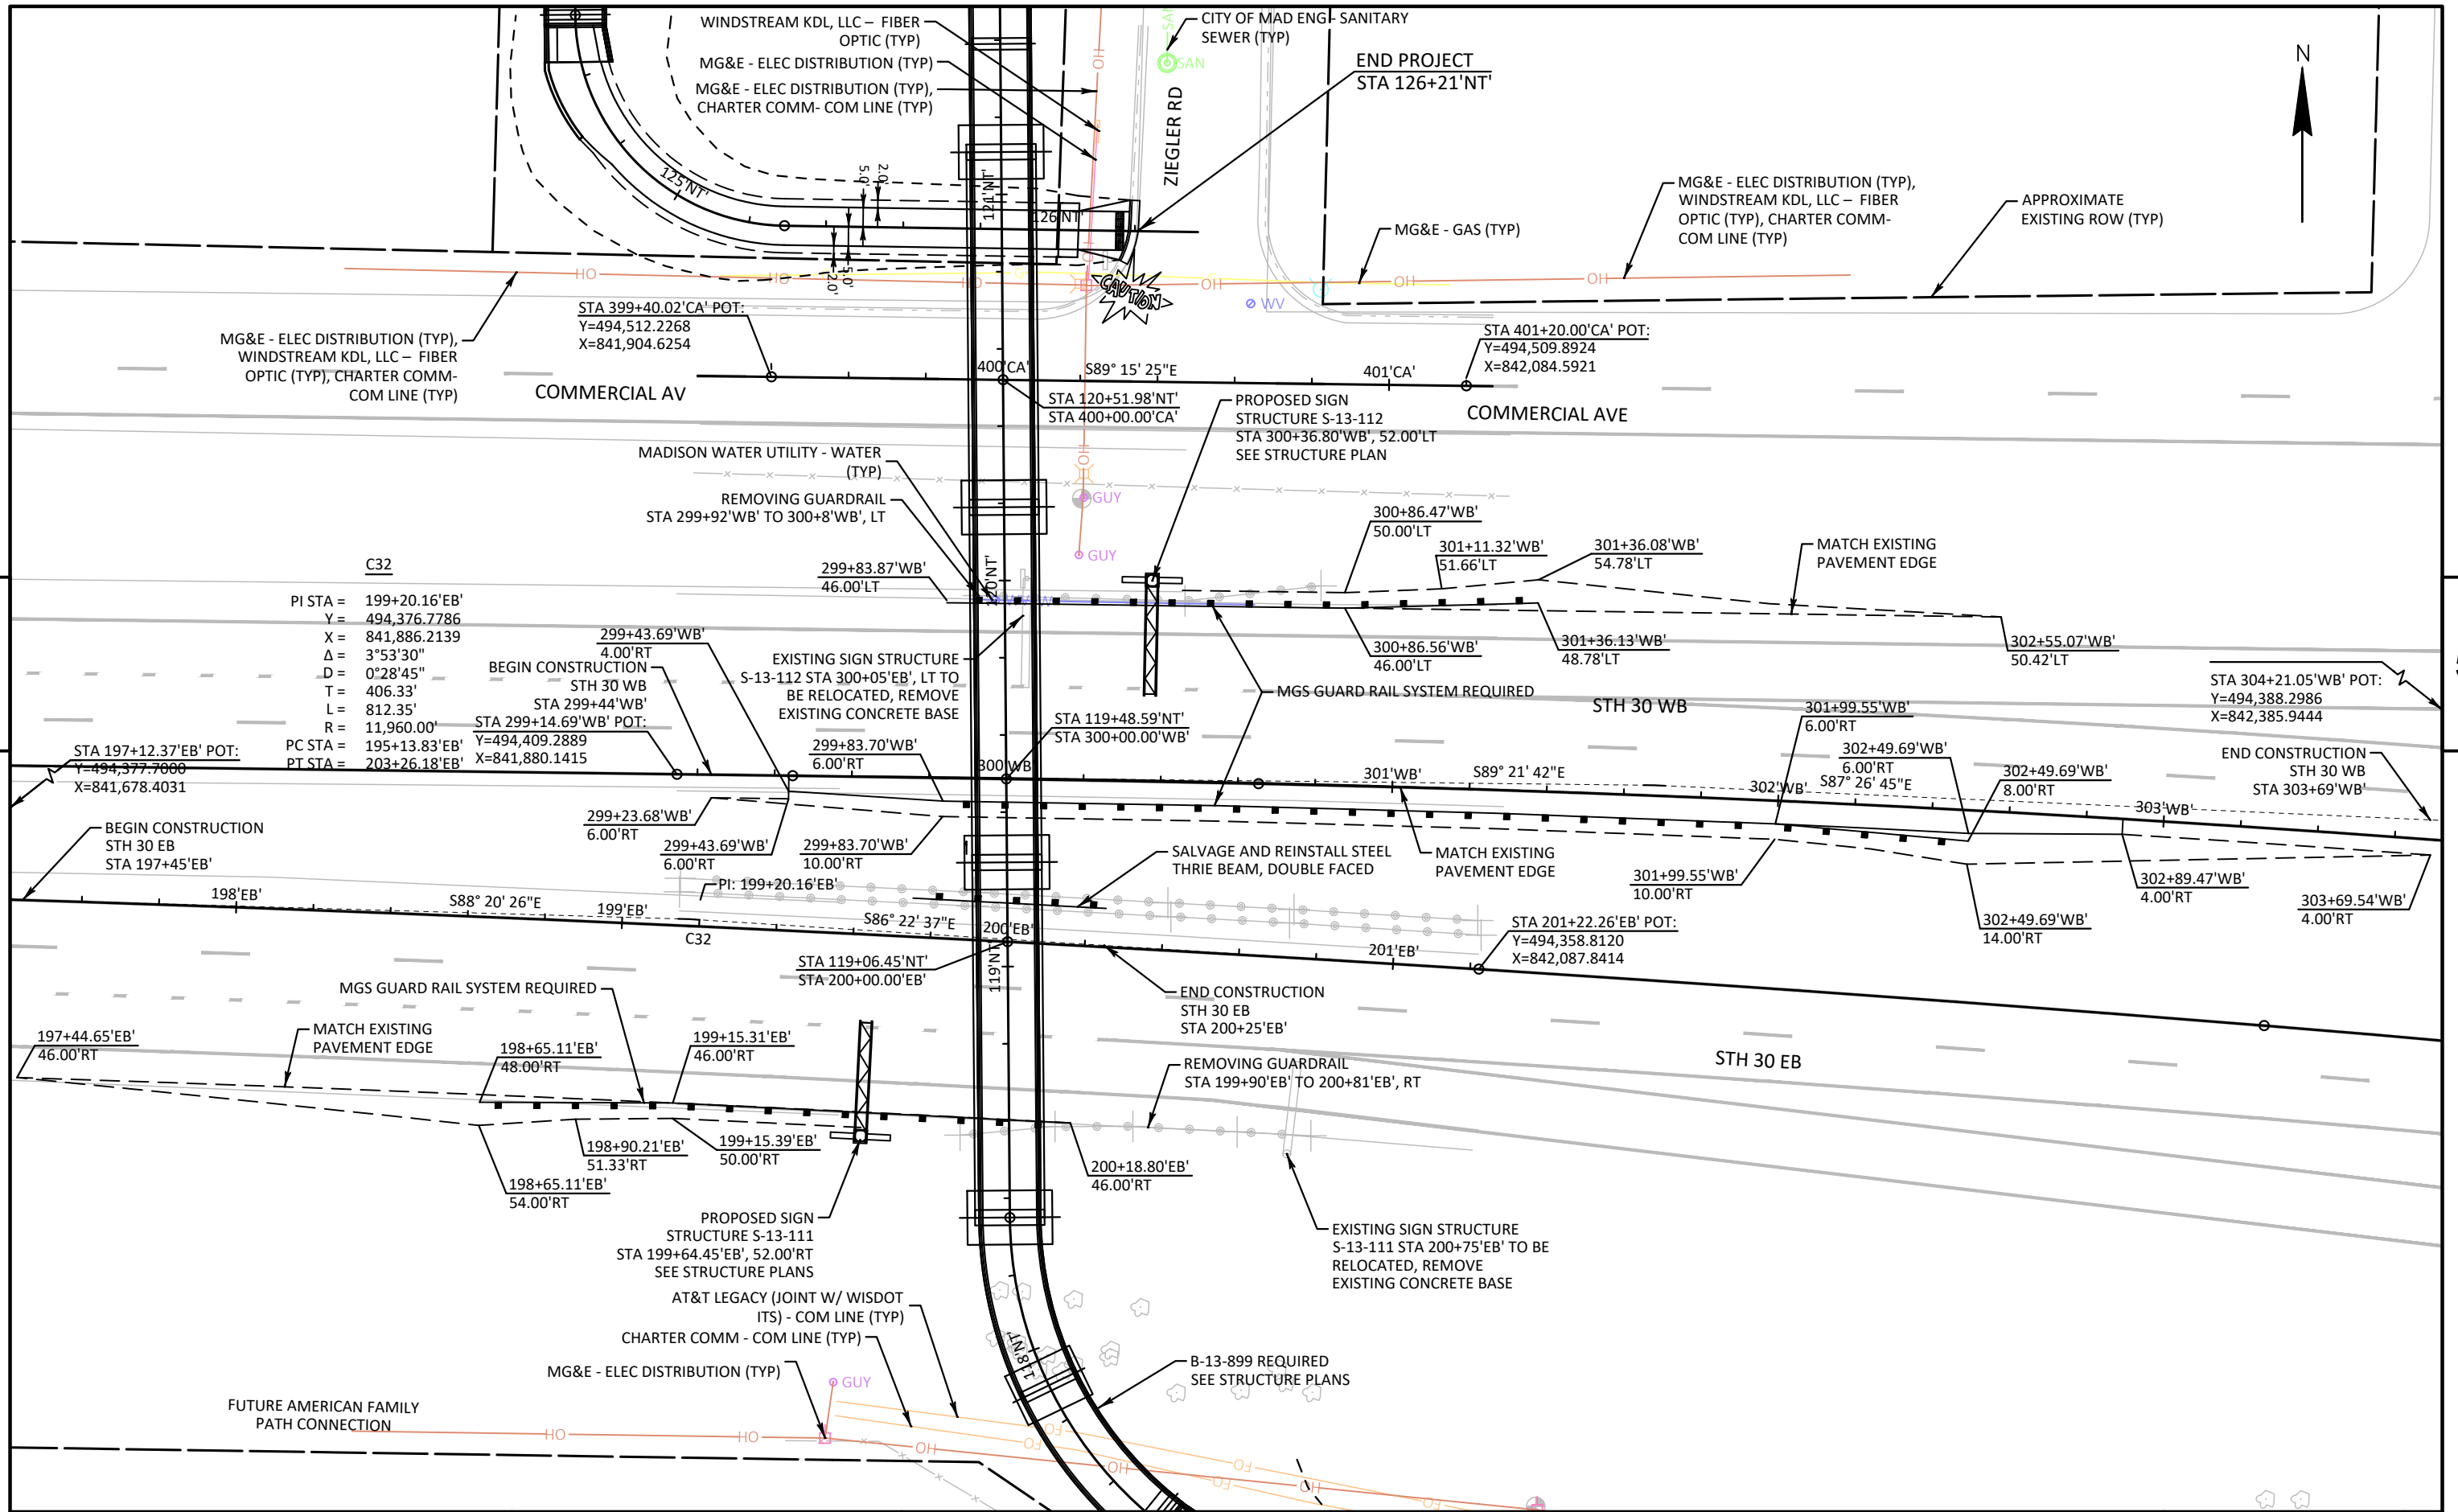 WINDSTREAM KDL, LLC – FIBER
OPTIC (TYP)
MG&E - ELEC DISTRIBUTION (TYP)
MG&E - ELEC DISTRIBUTION (TYP),
CHARTER COMM- COM LINE (TYP)
CITY OF MAD ENG - SANITARY
SEWER (TYP)
SAN
SAN
OH
ZIEGLER RD
END PROJECT
STA 126+21'NT'
N
MG&E - GAS (TYP)
MG&E - ELEC DISTRIBUTION (TYP),
WINDSTREAM KDL, LLC – FIBER
OPTIC (TYP), CHARTER COMM-
COM LINE (TYP)
APPROXIMATE
EXISTING ROW (TYP)
125'NT'
5.0'
2.0'
5.0'
2.0'
121'NT'
126'NT'
OH
OH
OH
OH
OH
OH
OH
CAUTION
WV
STA 399+40.02'CA' POT:
Y=494,512.2268
X=841,904.6254
MG&E - ELEC DISTRIBUTION (TYP),
WINDSTREAM KDL, LLC – FIBER
OPTIC (TYP), CHARTER COMM-
COM LINE (TYP)
STA 401+20.00'CA' POT:
Y=494,509.8924
X=842,084.5921
400'CA'
S89° 15' 25"E
401'CA'
COMMERCIAL AV
COMMERCIAL AVE
STA 120+51.98'NT'
STA 400+00.00'CA'
PROPOSED SIGN
STRUCTURE S-13-112
STA 300+36.80'WB', 52.00'LT
SEE STRUCTURE PLAN
MADISON WATER UTILITY - WATER
(TYP)
REMOVING GUARDRAIL
STA 299+92'WB' TO 300+8'WB', LT
OH
GUY
GUY
300+86.47'WB'
50.00'LT
301+11.32'WB'
51.66'LT
301+36.08'WB'
54.78'LT
MATCH EXISTING
PAVEMENT EDGE
299+83.87'WB'
46.00'LT
120'NT'
C32
PI STA = 199+20.16'EB'
Y = 494,376.7786
X = 841,886.2139
Δ = 3°53'30"
D = 0°28'45"
T = 406.33'
L = 812.35'
R = 11,960.00'
PC STA = 195+13.83'EB'
PT STA = 203+26.18'EB'
299+43.69'WB'
4.00'RT
BEGIN CONSTRUCTION
STH 30 WB
STA 299+44'WB'
STA 299+14.69'WB' POT:
Y=494,409.2889
X=841,880.1415
EXISTING SIGN STRUCTURE
S-13-112 STA 300+05'EB', LT TO
BE RELOCATED, REMOVE
EXISTING CONCRETE BASE
300+86.56'WB'
46.00'LT
301+36.13'WB'
48.78'LT
302+55.07'WB'
50.42'LT
MGS GUARD RAIL SYSTEM REQUIRED
STH 30 WB
STA 304+21.05'WB' POT:
Y=494,388.2986
X=842,385.9444
STA 197+12.37'EB' POT:
Y=494,377.7000
X=841,678.4031
299+83.70'WB'
6.00'RT
STA 119+48.59'NT'
STA 300+00.00'WB'
301+99.55'WB'
6.00'RT
302+49.69'WB'
6.00'RT
302+49.69'WB'
8.00'RT
END CONSTRUCTION
STH 30 WB
STA 303+69'WB'
300'WB'
301'WB'
S89° 21' 42"E
302'WB'
S87° 26' 45"E
303'WB'
BEGIN CONSTRUCTION
STH 30 EB
STA 197+45'EB'
299+23.68'WB'
6.00'RT
299+43.69'WB'
6.00'RT
299+83.70'WB'
10.00'RT
SALVAGE AND REINSTALL STEEL
THRIE BEAM, DOUBLE FACED
MATCH EXISTING
PAVEMENT EDGE
301+99.55'WB'
10.00'RT
302+49.69'WB'
14.00'RT
302+89.47'WB'
4.00'RT
303+69.54'WB'
4.00'RT
PI: 199+20.16'EB'
198'EB'
S88° 20' 26"E
199'EB'
C32
S86° 22' 37"E
200'EB'
201'EB'
STA 119+06.45'NT'
STA 200+00.00'EB'
119'NT'
STA 201+22.26'EB' POT:
Y=494,358.8120
X=842,087.8414
MGS GUARD RAIL SYSTEM REQUIRED
END CONSTRUCTION
STH 30 EB
STA 200+25'EB'
197+44.65'EB'
46.00'RT
MATCH EXISTING
PAVEMENT EDGE
198+65.11'EB'
48.00'RT
199+15.31'EB'
46.00'RT
REMOVING GUARDRAIL
STA 199+90'EB' TO 200+81'EB', RT
STH 30 EB
198+90.21'EB'
51.33'RT
199+15.39'EB'
50.00'RT
198+65.11'EB'
54.00'RT
200+18.80'EB'
46.00'RT
PROPOSED SIGN
STRUCTURE S-13-111
STA 199+64.45'EB', 52.00'RT
SEE STRUCTURE PLANS
EXISTING SIGN STRUCTURE
S-13-111 STA 200+75'EB' TO BE
RELOCATED, REMOVE
EXISTING CONCRETE BASE
AT&T LEGACY (JOINT W/ WISDOT
ITS) - COM LINE (TYP)
CHARTER COMM - COM LINE (TYP)
MG&E - ELEC DISTRIBUTION (TYP)
118'NT'
B-13-899 REQUIRED
SEE STRUCTURE PLANS
GUY
FUTURE AMERICAN FAMILY
PATH CONNECTION
OH
OH
OH
OH
OH
FO
FO
FO
FO
FO